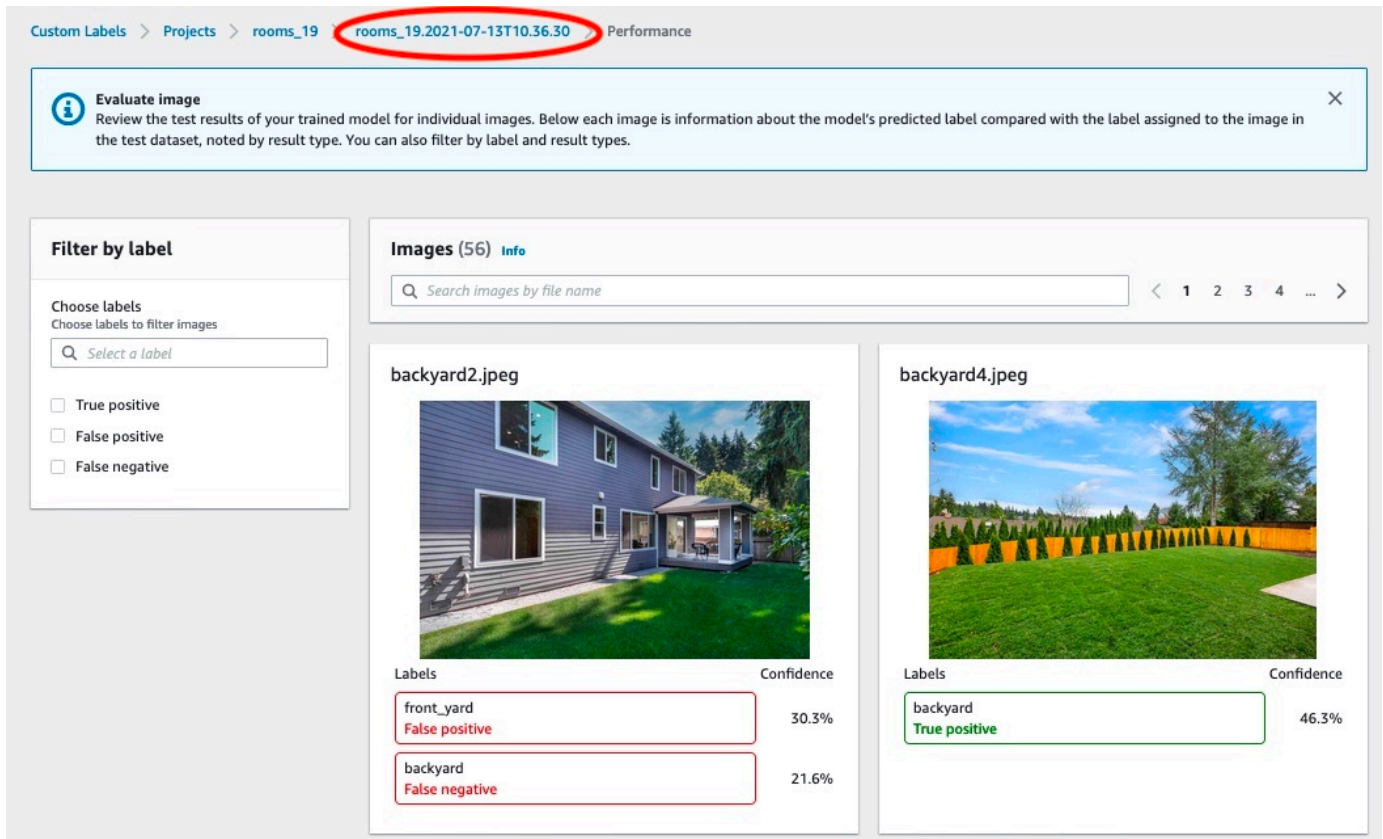 Custom Labels > Projects > rooms_19 > rooms_19.2021-07-13T10.36.30 > Performance
Evaluate image
Review the test results of your trained model for individual images. Below each image is information about the model's predicted label compared with the label assigned to the image in
the test dataset, noted by result type. You can also filter by label and result types.
Filter by label
Choose labels
Choose labels to filter images
Select a label
True positive
False positive
False negative
Images (56) Info
Search images by file name
< 1 2 3 4 ... >
backyard2.jpeg
Labels Confidence
front_yard
False positive
30.3%
backyard
False negative
21.6%
backyard4.jpeg
Labels Confidence
backyard
True positive
46.3%